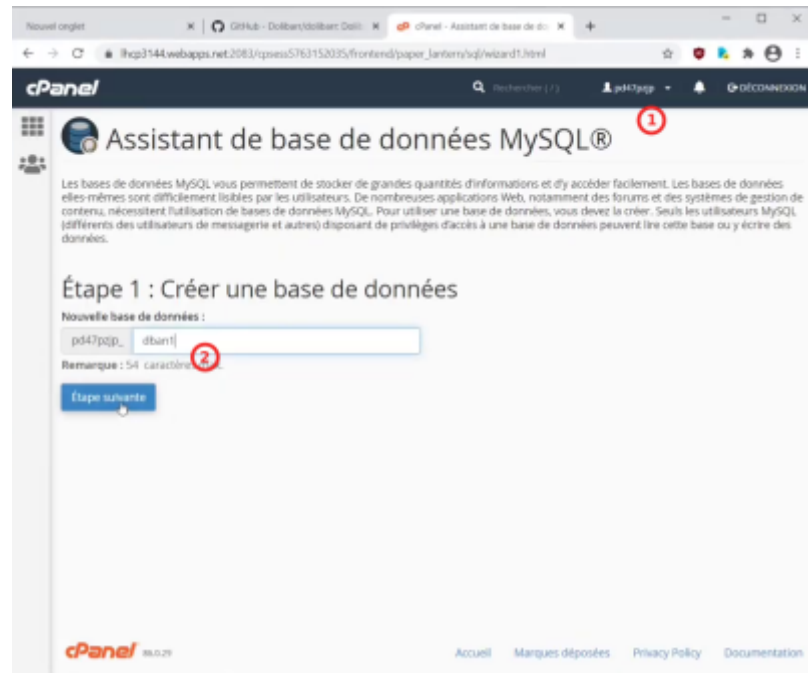 Nouvel onglet
GitHub - Dolibarr/dolibarr: Doli
cPanel - Assistant de base de do
lhcp3144.webapps.net:2083/cpsess5763152035/frontend/paper_lantern/sql/wizard1.html
cPanel
Rechercher ( / )
pd47pzjp
DÉCONNEXION
1
Assistant de base de données MySQL®
Les bases de données MySQL vous permettent de stocker de grandes quantités d'informations et d'y accéder facilement. Les bases de données
elles-mêmes sont difficilement lisibles par les utilisateurs. De nombreuses applications Web, notamment des forums et des systèmes de gestion de
contenu, nécessitent l'utilisation de bases de données MySQL. Pour utiliser une base de données, vous devez la créer. Seuls les utilisateurs MySQL
(différents des utilisateurs de messagerie et autres) disposant de privilèges d'accès à une base de données peuvent lire cette base ou y écrire des
données.
Étape 1 : Créer une base de données
Nouvelle base de données :
pd47pzjp_
2
Remarque : 54
Étape suivante
cPanel
Accueil
Marques déposées
Privacy Policy
Documentation